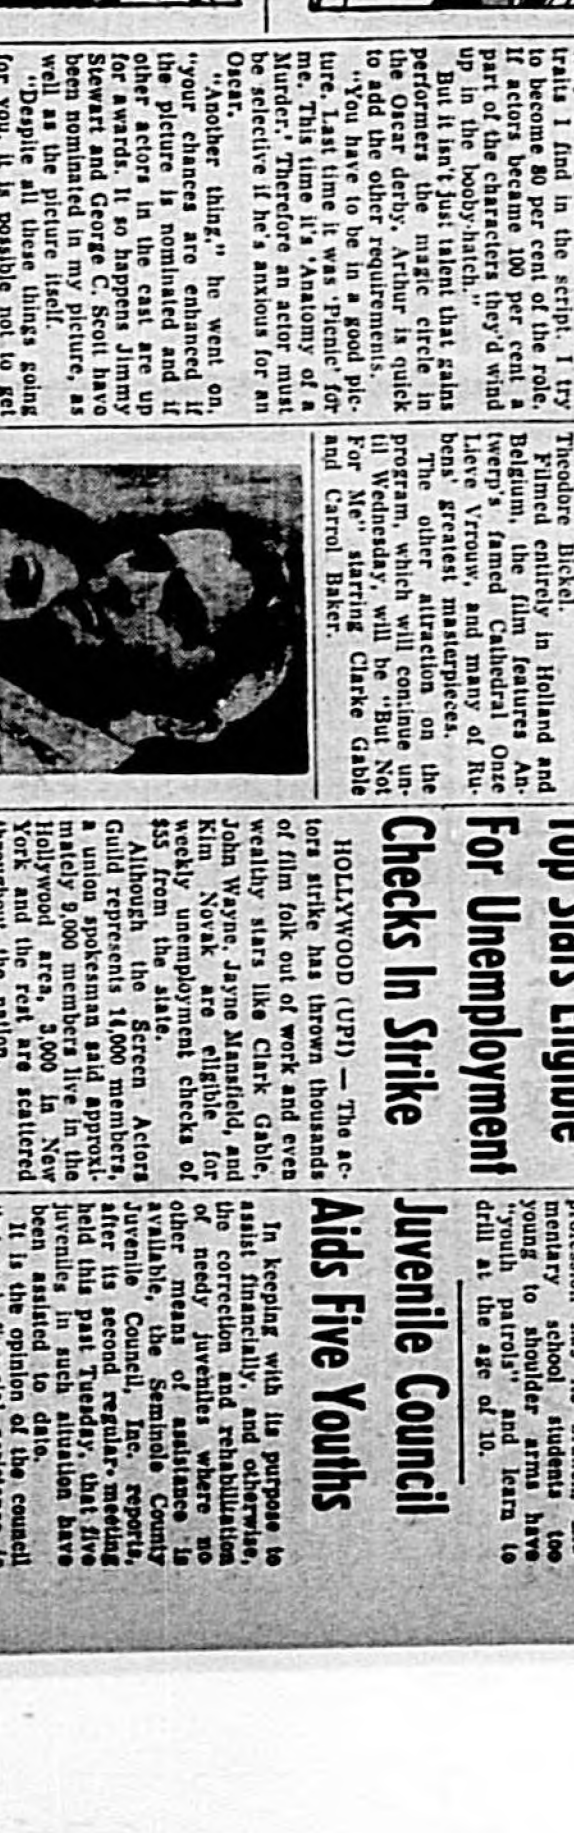 traits I find in the script. I try
to become 80 per cent of the role.
If actors became 100 per cent a
part of the characters they'd wind
up in the booby-hatch."
But it isn't just talent that gains
performers the magic circle in
the Oscar derby, Arthur is quick
to add the other requirements.
"You have to be in a good pic-
ture. Last time it was 'Picnic' for
me. This time it's 'Anatomy of a
Murder.' Therefore an actor must
be selective if he's anxious for an
Oscar.
"Another thing," he went on,
"your chances are enhanced if
the picture is nominated and if
other actors in the cast are up
for awards. It so happens Jimmy
Stewart and George C. Scott have
been nominated in my picture, as
well as the picture itself.
"Despite all these things going
for you, it is possible not to get
Theodore Bickel.
Filmed entirely in Holland and
Belgium, the film features An-
twerp's famed Cathedral Onze
Lieve Vrrouw, and many of Ru-
bens' greatest masterpieces.
The other attraction on the
program, which will continue un-
til Wednesday, will be "But Not
For Me" starring Clarke Gable
and Carrol Baker.
Top Stars Eligible
For Unemployment
Checks In Strike
HOLLYWOOD (UPI) — The ac-
tors strike has thrown thousands
of film folk out of work and even
wealthy stars like Clark Gable,
John Wayne, Jayne Mansfield, and
Kim Novak are eligible for
weekly unemployment checks of
$55 from the state.
Although the Screen Actors
Guild represents 14,000 members,
a union spokesman said approxi-
mately 9,000 members live in the
Hollywood area, 3,000 in New
York and the rest are scattered
throughout the nation.
mentary school students too
young to shoulder arms have
"youth patrols" and learn to
drill at the age of 10.
Juvenile Council
Aids Five Youths
In keeping with its purpose to
assist financially, and otherwise,
the correction and rehabilitation
of needy juveniles where no
other means of assistance is
available, the Seminole County
Juvenile Council, Inc. reports,
after its second regular meeting
held this past Tuesday, that five
juveniles in such situation have
been assisted to date.
It is the opinion of the council